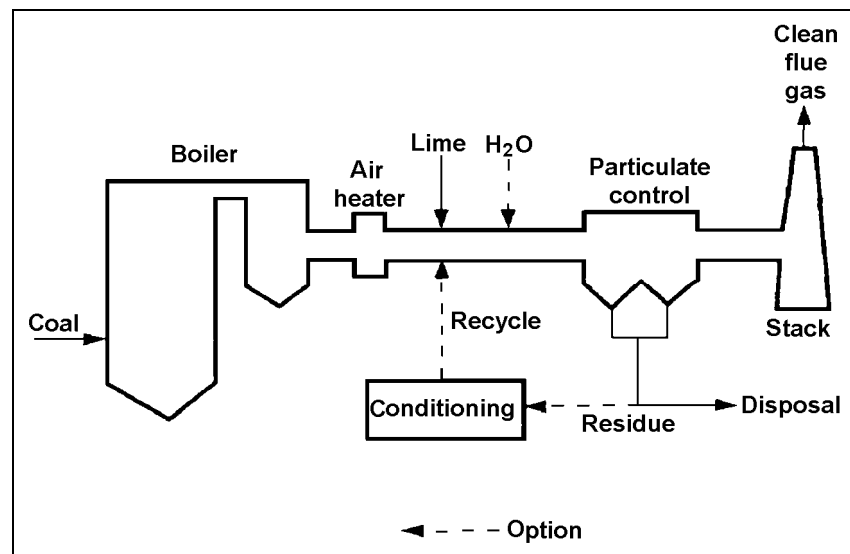 Clean
flue
gas
Boiler
Air
heater
Lime
H₂O
Particulate
control
Coal
Recycle
Stack
Conditioning
Residue
Disposal
Option